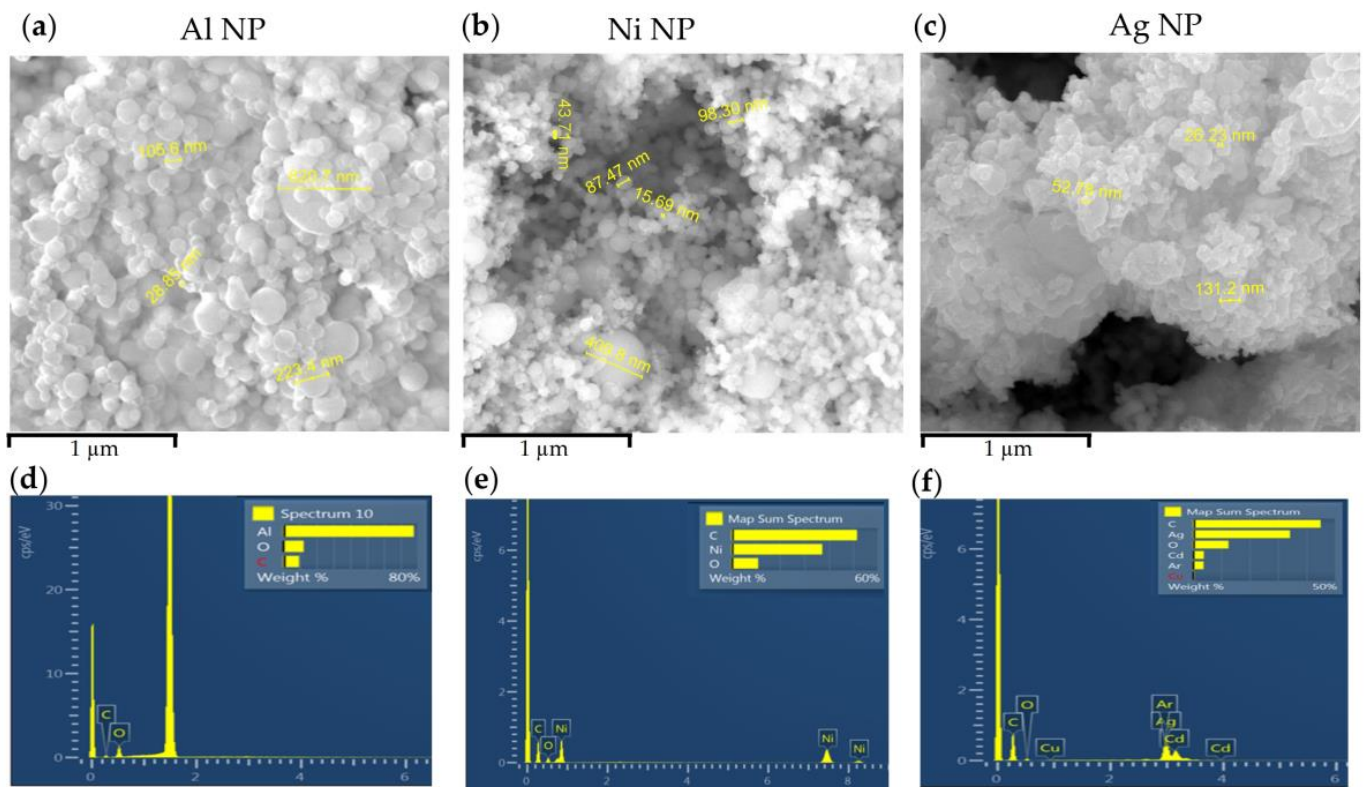 (a) Al NP
(b) Ni NP
(c) Ag NP
105.8 nm
28.85 nm
223.4 nm
1 µm
43.71 nm
98.30 nm
87.47 nm
15.69 nm
1 µm
26.23 nm
52.78 nm
131.2 nm
1 µm
(d)
cps/eV
30
20
10
0
Spectrum 10
Al
O
C
Weight % 80%
C
O
0 2 4 6
(e)
cps/eV
6
4
2
0
Map Sum Spectrum
C
Ni
O
Weight % 60%
C
O
Ni
Ni
Ni
0 2 4 6 8
(f)
cps/eV
6
4
2
0
Map Sum Spectrum
C
Ag
O
Cd
Ar
Cu
Weight % 50%
C
O
Cu
Ar
Ag
Cd
Cd
0 2 4 6